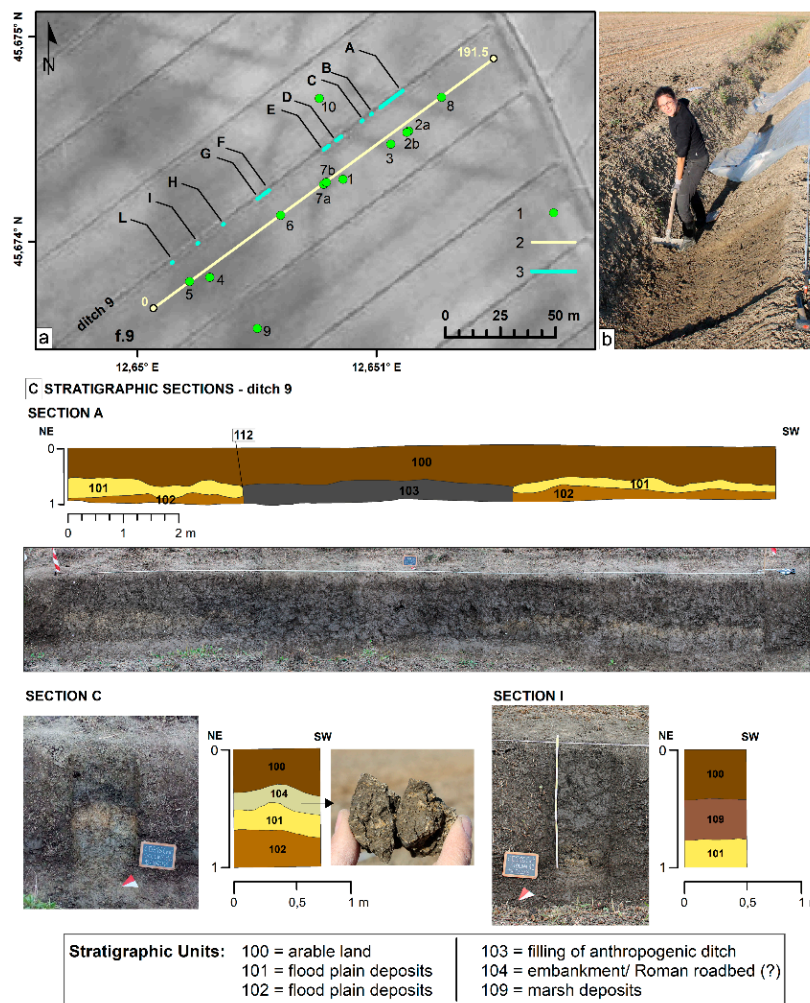 45,675° N
45,674° N
N
191.5
A
B
C
D
E
F
G
H
I
L
10
8
2a
2b
3
7b
7a
1
6
4
5
9
0
ditch 9
f.9
1
2
3
0 25 50 m
a
b
12,65° E 12,651° E
C STRATIGRAPHIC SECTIONS - ditch 9
SECTION A
NE 112 SW
0
100
101
102
103
101
102
1
0 1 2 m
SECTION C
NE SW
0
100
104
101
102
1
0 0,5 1 m
SECTION I
NE SW
0
100
109
101
1
0 0,5 1 m
Stratigraphic Units:
100 = arable land
101 = flood plain deposits
102 = flood plain deposits
103 = filling of anthropogenic ditch
104 = embankment/ Roman roadbed (?)
109 = marsh deposits